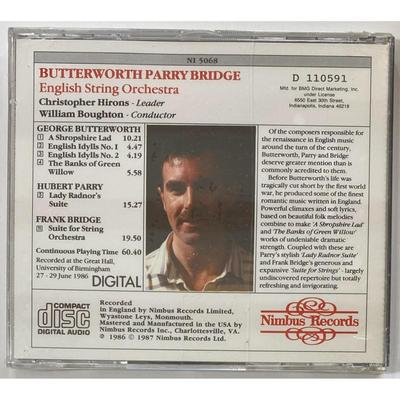 NI 5068
BUTTERWORTH PARRY BRIDGE
English String Orchestra
Christopher Hirons - Leader
William Boughton - Conductor
D 110591
Mfd. for BMG Direct Marketing, Inc.
under License
6550 East 30th Street,
Indianapolis, Indiana 46219
GEORGE BUTTERWORTH
1 A Shropshire Lad 10.21
2 English Idylls No. 1 4.47
3 English Idylls No. 2 4.19
4 The Banks of Green
Willow 5.58
HUBERT PARRY
Lady Radnor's
Suite 15.27
FRANK BRIDGE
Suite for String
Orchestra 19.50
Continuous Playing Time 60.40
Recorded at the Great Hall,
University of Birmingham
27 - 29 June 1986
DIGITAL
Of the composers responsible for
the renaissance in English music
around the turn of the century,
Butterworth, Parry and Bridge
deserve greater mention than is
commonly accredited to them.
Before Butterworth's life was
tragically cut short by the first world
war, he produced some of the finest
romantic music written in England.
Powerful climaxes and soft lyrics,
based on beautiful folk melodies
combine to make 'A Shropshire Lad'
and 'The Banks of Green Willow'
works of undeniable dramatic
strength. Coupled with these are
Parry's stylish 'Lady Radnor Suite' and
Frank Bridge's generous and
expansive 'Suite for Strings' - largely
undiscovered repertoire but totally
refreshing and invigorating.
COMPACT
disc
DIGITAL AUDIO
Recorded
in England by Nimbus Records Limited,
Wyastone Leys, Monmouth.
Mastered and Manufactured in the USA by
Nimbus Records Inc., Charlottesville, VA.
℗ 1986 © 1987 Nimbus Records Ltd.
Nimbus Records